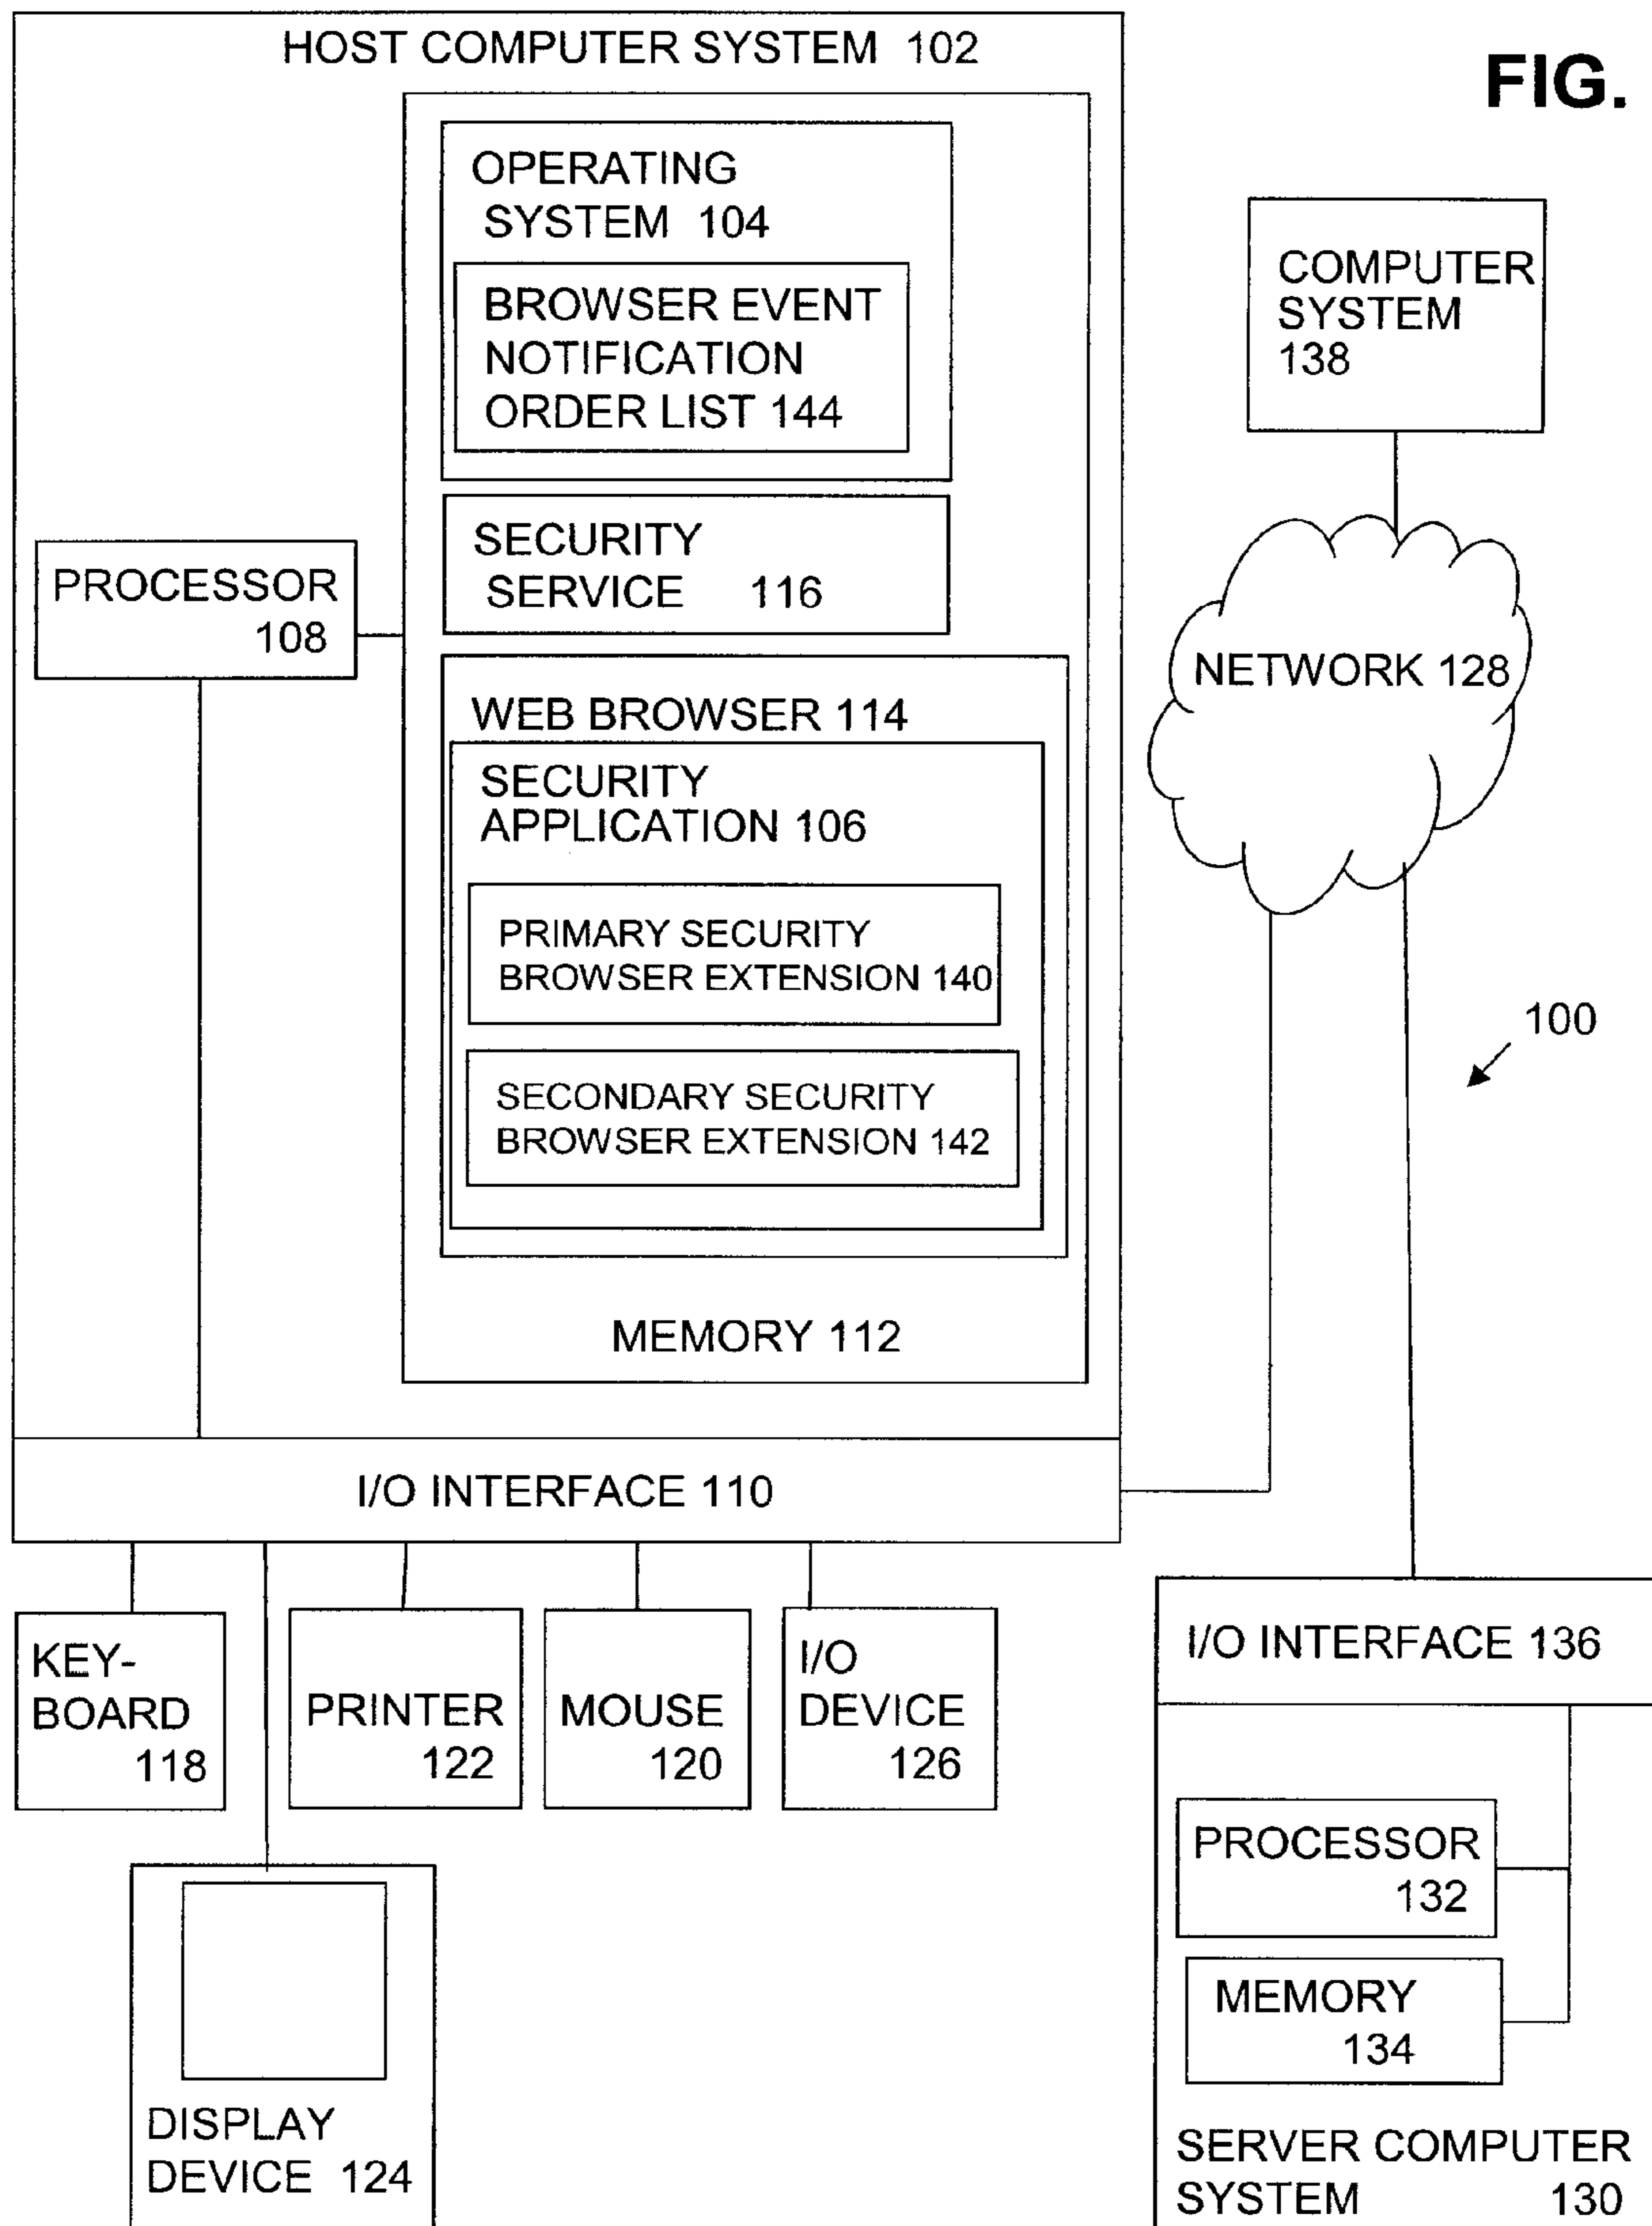 HOST COMPUTER SYSTEM 102
FIG.
OPERATING
SYSTEM 104
BROWSER EVENT
NOTIFICATION
ORDER LIST 144
COMPUTER
SYSTEM
138
SECURITY
SERVICE 116
PROCESSOR
108
NETWORK 128
WEB BROWSER 114
SECURITY
APPLICATION 106
PRIMARY SECURITY
BROWSER EXTENSION 140
100
SECONDARY SECURITY
BROWSER EXTENSION 142
MEMORY 112
I/O INTERFACE 110
KEY-
BOARD
118
PRINTER
122
MOUSE
120
I/O
DEVICE
126
I/O INTERFACE 136
PROCESSOR
132
MEMORY
134
DISPLAY
DEVICE 124
SERVER COMPUTER
SYSTEM 130